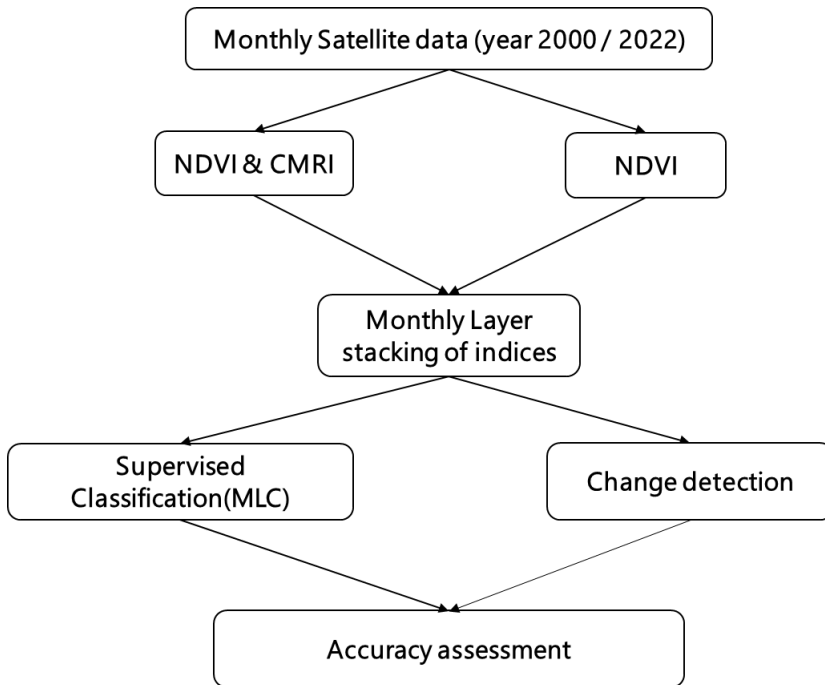 Monthly Satellite data (year 2000 / 2022)
NDVI & CMRI
NDVI
Monthly Layer
stacking of indices
Supervised
Classification(MLC)
Change detection
Accuracy assessment